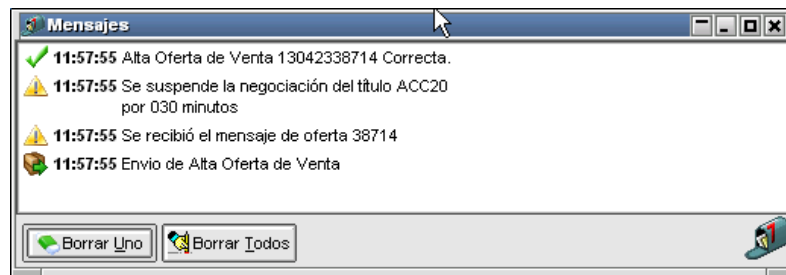 Mensajes
11:57:55 Alta Oferta de Venta 13042338714 Correcta.
11:57:55 Se suspende la negociación del título ACC20
por 030 minutos
11:57:55 Se recibió el mensaje de oferta 38714
11:57:55 Envio de Alta Oferta de Venta
Borrar Uno Borrar Todos